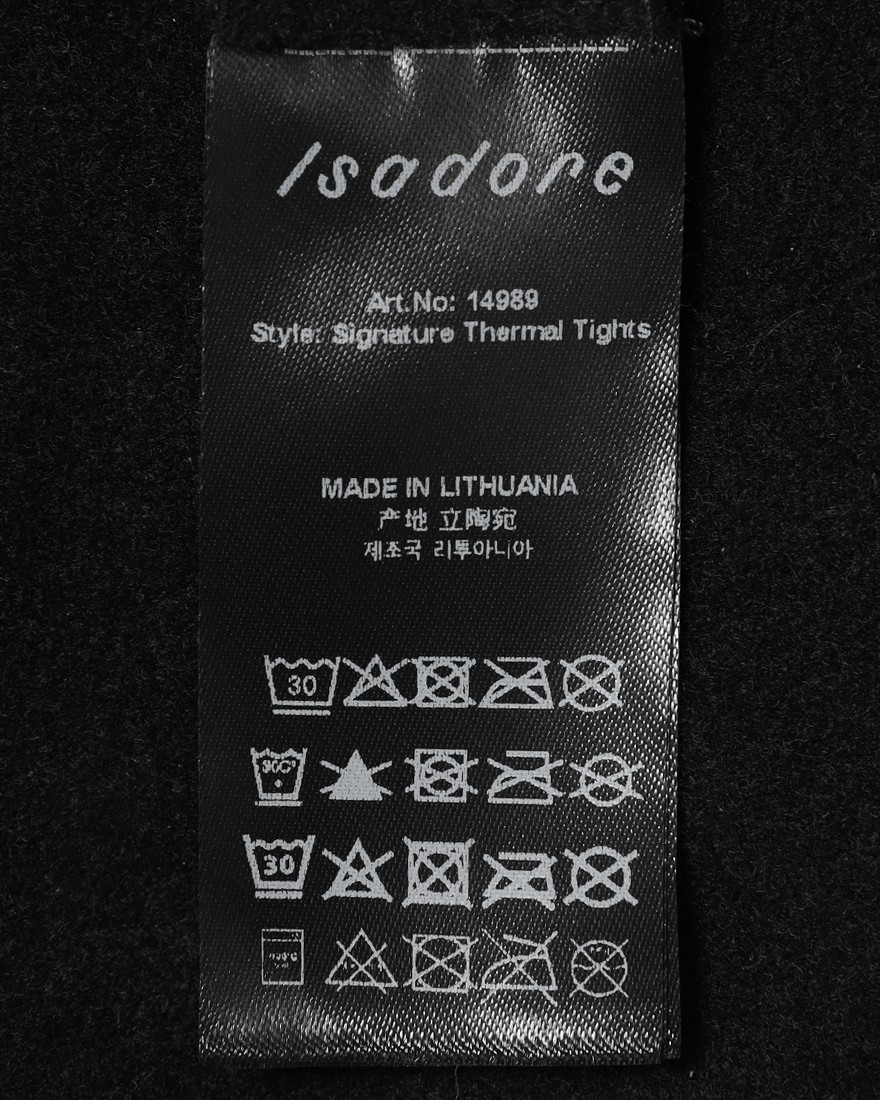 Isadore
Art.No: 14989
Style: Signature Thermal Tights
MADE IN LITHUANIA
产地 立陶宛
제조국 리투아니아
30
30